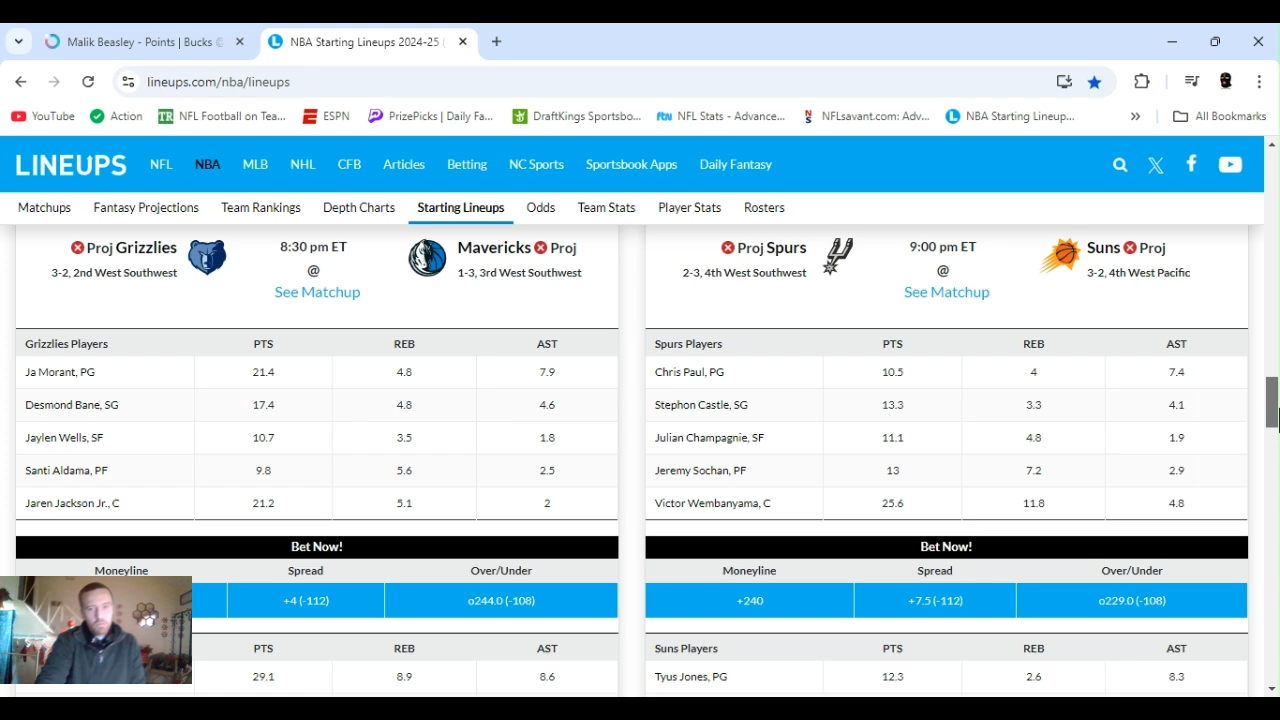 Malik Beasley - Points | Bucks
NBA Starting Lineups 2024-25
lineups.com/nba/lineups
YouTube Action NFL Football on Tea... ESPN PrizePicks | Daily Fa... DraftKings Sportsbo... NFL Stats - Advance... NFLsavant.com: Adv... NBA Starting Lineup... » All Bookmarks
LINEUPS NFL NBA MLB NHL CFB Articles Betting NC Sports Sportsbook Apps Daily Fantasy
Matchups Fantasy Projections Team Rankings Depth Charts Starting Lineups Odds Team Stats Player Stats Rosters
Proj Grizzlies 8:30 pm ET Mavericks Proj
3-2, 2nd West Southwest @ 1-3, 3rd West Southwest
See Matchup
Grizzlies Players PTS REB AST
Ja Morant, PG 21.4 4.8 7.9
Desmond Bane, SG 17.4 4.8 4.6
Jaylen Wells, SF 10.7 3.5 1.8
Santi Aldama, PF 9.8 5.6 2.5
Jaren Jackson Jr., C 21.2 5.1 2
Bet Now!
Moneyline Spread Over/Under
+4 (-112) o244.0 (-108)
PTS REB AST
29.1 8.9 8.6
Proj Spurs 9:00 pm ET Suns Proj
2-3, 4th West Southwest @ 3-2, 4th West Pacific
See Matchup
Spurs Players PTS REB AST
Chris Paul, PG 10.5 4 7.4
Stephon Castle, SG 13.3 3.3 4.1
Julian Champagnie, SF 11.1 4.8 1.9
Jeremy Sochan, PF 13 7.2 2.9
Victor Wembanyama, C 25.6 11.8 4.8
Bet Now!
Moneyline Spread Over/Under
+240 +7.5 (-112) o229.0 (-108)
Suns Players PTS REB AST
Tyus Jones, PG 12.3 2.6 8.3